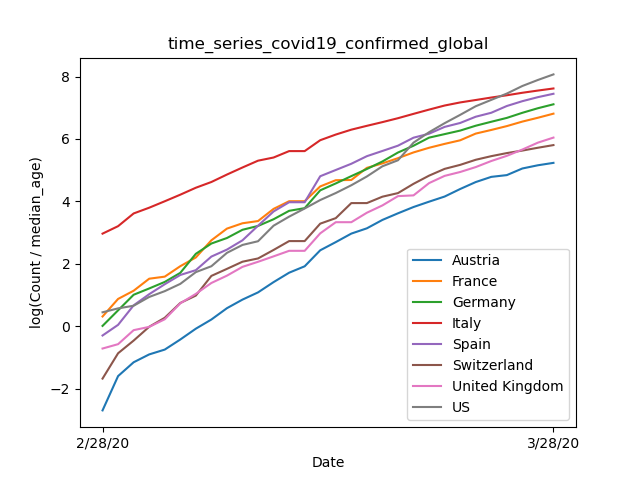 time_series_covid19_confirmed_global
log(Count / median_age)
8
6
4
2
0
−2
Austria
France
Germany
Italy
Spain
Switzerland
United Kingdom
US
2/28/20
3/28/20
Date